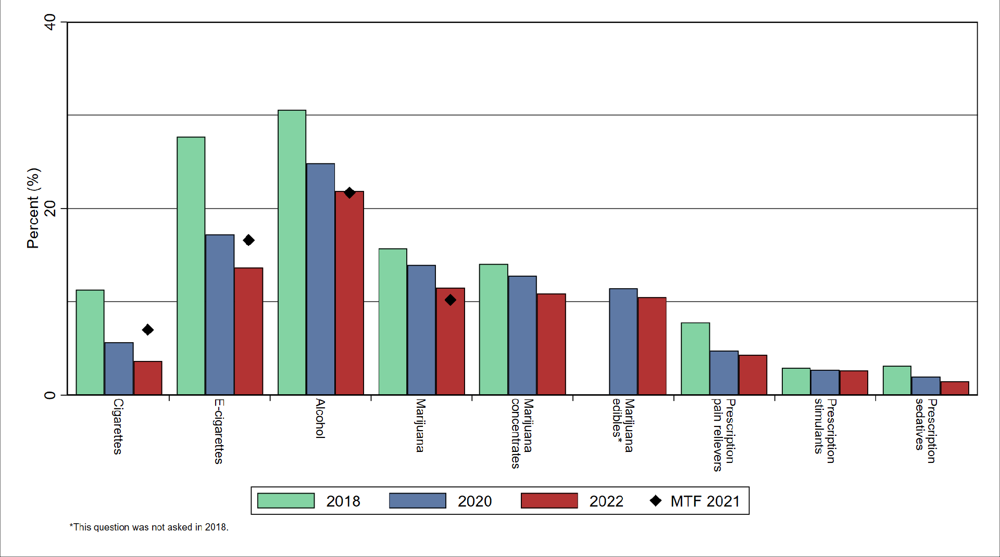 Percent (%)
40
20
0
Cigarettes
E-cigarettes
Alcohol
Marijuana
Marijuana
concentrates
Marijuana
edibles*
Prescription
pain relievers
Prescription
stimulants
Prescription
sedatives
2018
2020
2022
MTF 2021
*This question was not asked in 2018.